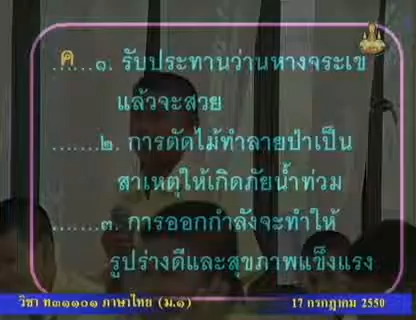 ค
......๑. รับประทานว่านหางจระเข้
แล้วจะสวย
.......๒. การตัดไม้ทำลายป่าเป็น
สาเหตุให้เกิดภัยน้ำท่วม
.......๓. การออกกำลังจะทำให้
รูปร่างดีและสุขภาพแข็งแรง
วิชา ท๓๑๑๐๑ ภาษาไทย (ม.๑) 17 กรกฎาคม 2550